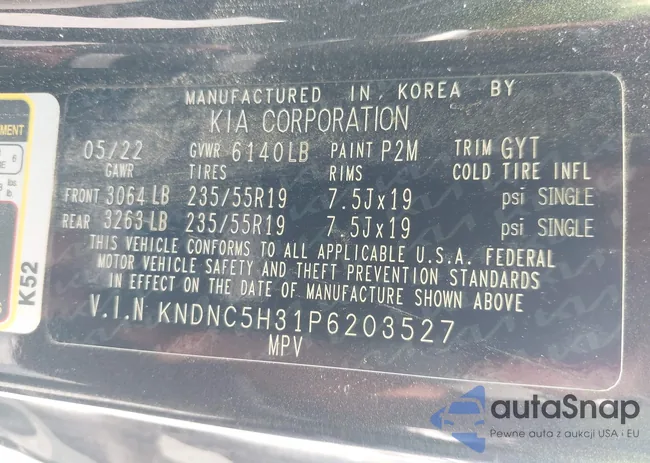 MANUFACTURED IN KOREA BY
KIA CORPORATION
05/22 GVWR 6140LB PAINT P2M TRIM GYT
GAWR TIRES RIMS COLD TIRE INFL
FRONT 3064 LB 235/55R19 7.5Jx19 psi SINGLE
REAR 3263 LB 235/55R19 7.5Jx19 psi SINGLE
THIS VEHICLE CONFORMS TO ALL APPLICABLE U.S.A. FEDERAL
MOTOR VEHICLE SAFETY AND THEFT PREVENTION STANDARDS
IN EFFECT ON THE DATE OF MANUFACTURE SHOWN ABOVE
V.I.N KNDNC5H31P6203527
MPV
K52
autaSnap
Pewne auta z aukcji USA i EU